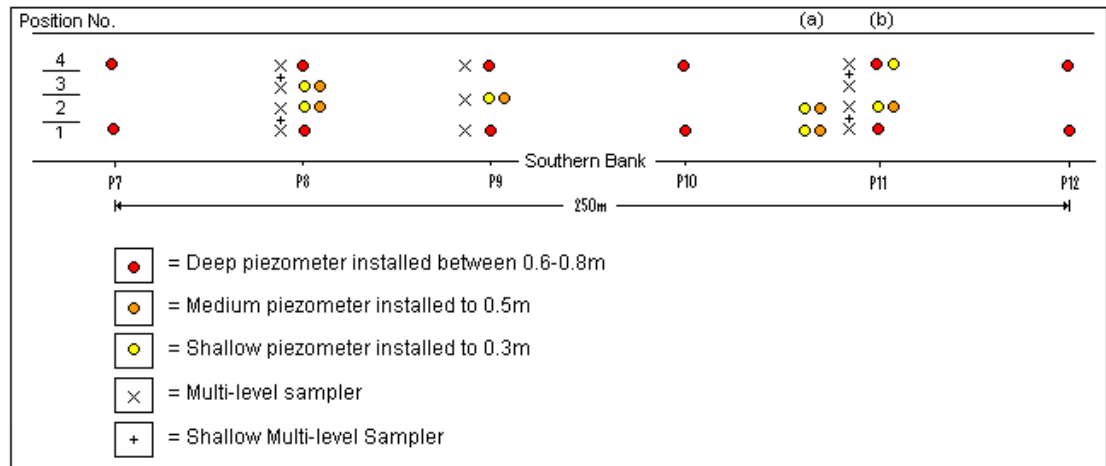 Position No. (a) (b)
4
3
2
1
Southern Bank
P7 P8 P9 P10 P11 P12
250m
= Deep piezometer installed between 0.6-0.8m
= Medium piezometer installed to 0.5m
= Shallow piezometer installed to 0.3m
= Multi-level sampler
= Shallow Multi-level Sampler